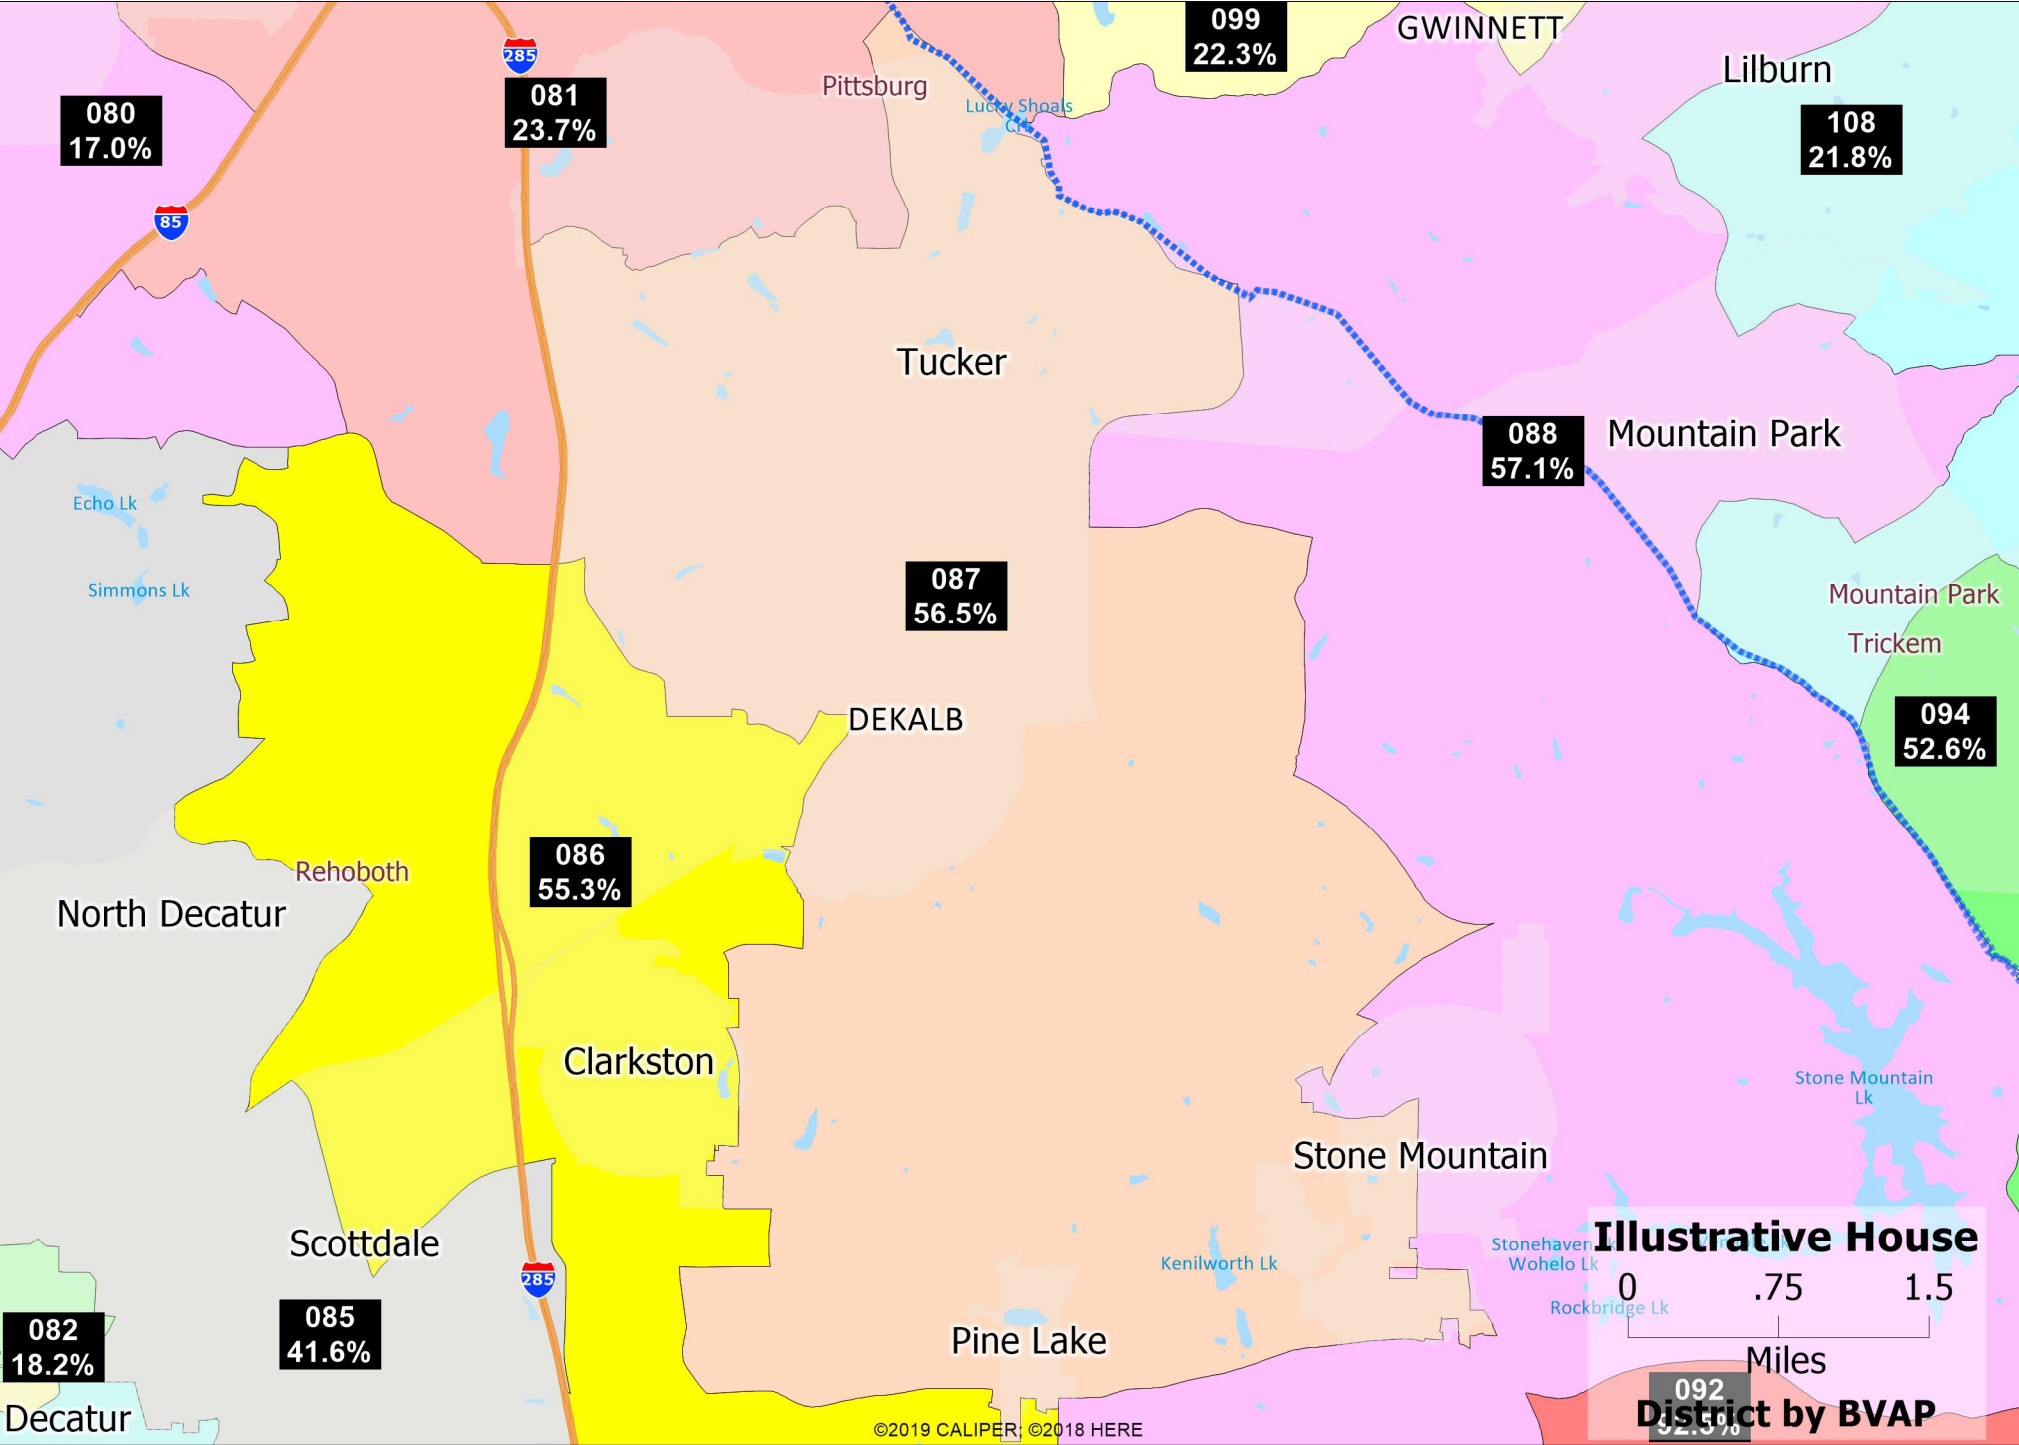 099
22.3%
GWINNETT
285
Lilburn
Pittsburg
081
23.7%
080
17.0%
Lucky Shoals
108
21.8%
85
Tucker
088
57.1%
Mountain Park
Echo Lk
Simmons Lk
087
56.5%
Mountain Park
Trickem
DEKALB
094
52.6%
086
55.3%
Rehoboth
North Decatur
Clarkston
Stone Mountain
Lk
Stone Mountain
Scottdale
285
Kenilworth Lk
Stonehaven
Wohelo Lk
Illustrative House
0 .75 1.5
Rockbridge Lk
Miles
085
41.6%
082
18.2%
Pine Lake
092
District by BVAP
Decatur
©2019 CALIPER; ©2018 HERE